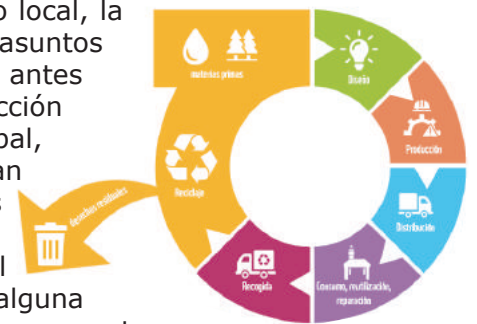 o local, la
asuntos
antes
cción
pal,
an
s
l
alguna
materias primas
Diseño
Producción
Distribución
Consumo, reutilización,
reparación
Recogida
Reciclaje
desechos residuales